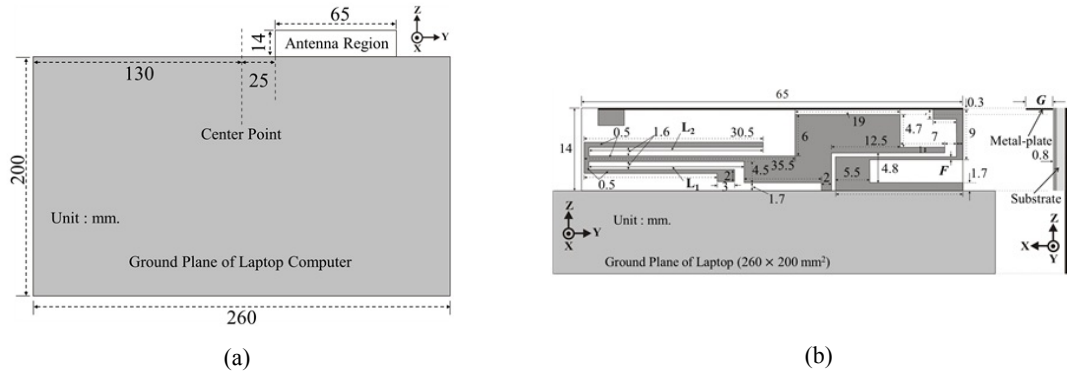 65
Z
Y
X
14
Antenna Region
130
25
Center Point
200
Unit : mm.
Ground Plane of Laptop Computer
260
(a)
65
G
0.3
Metal-plate
19
4.7
7
9
0.5
1.6
L2
30.5
12.5
14
6
1
0.8
F
35.5
4.5
4.8
5.5
1.7
0.5
L1
2
3
2
1.7
Substrate
Z
Y
X
Unit : mm.
Ground Plane of Laptop (260 × 200 mm²)
Z
X
Y
(b)